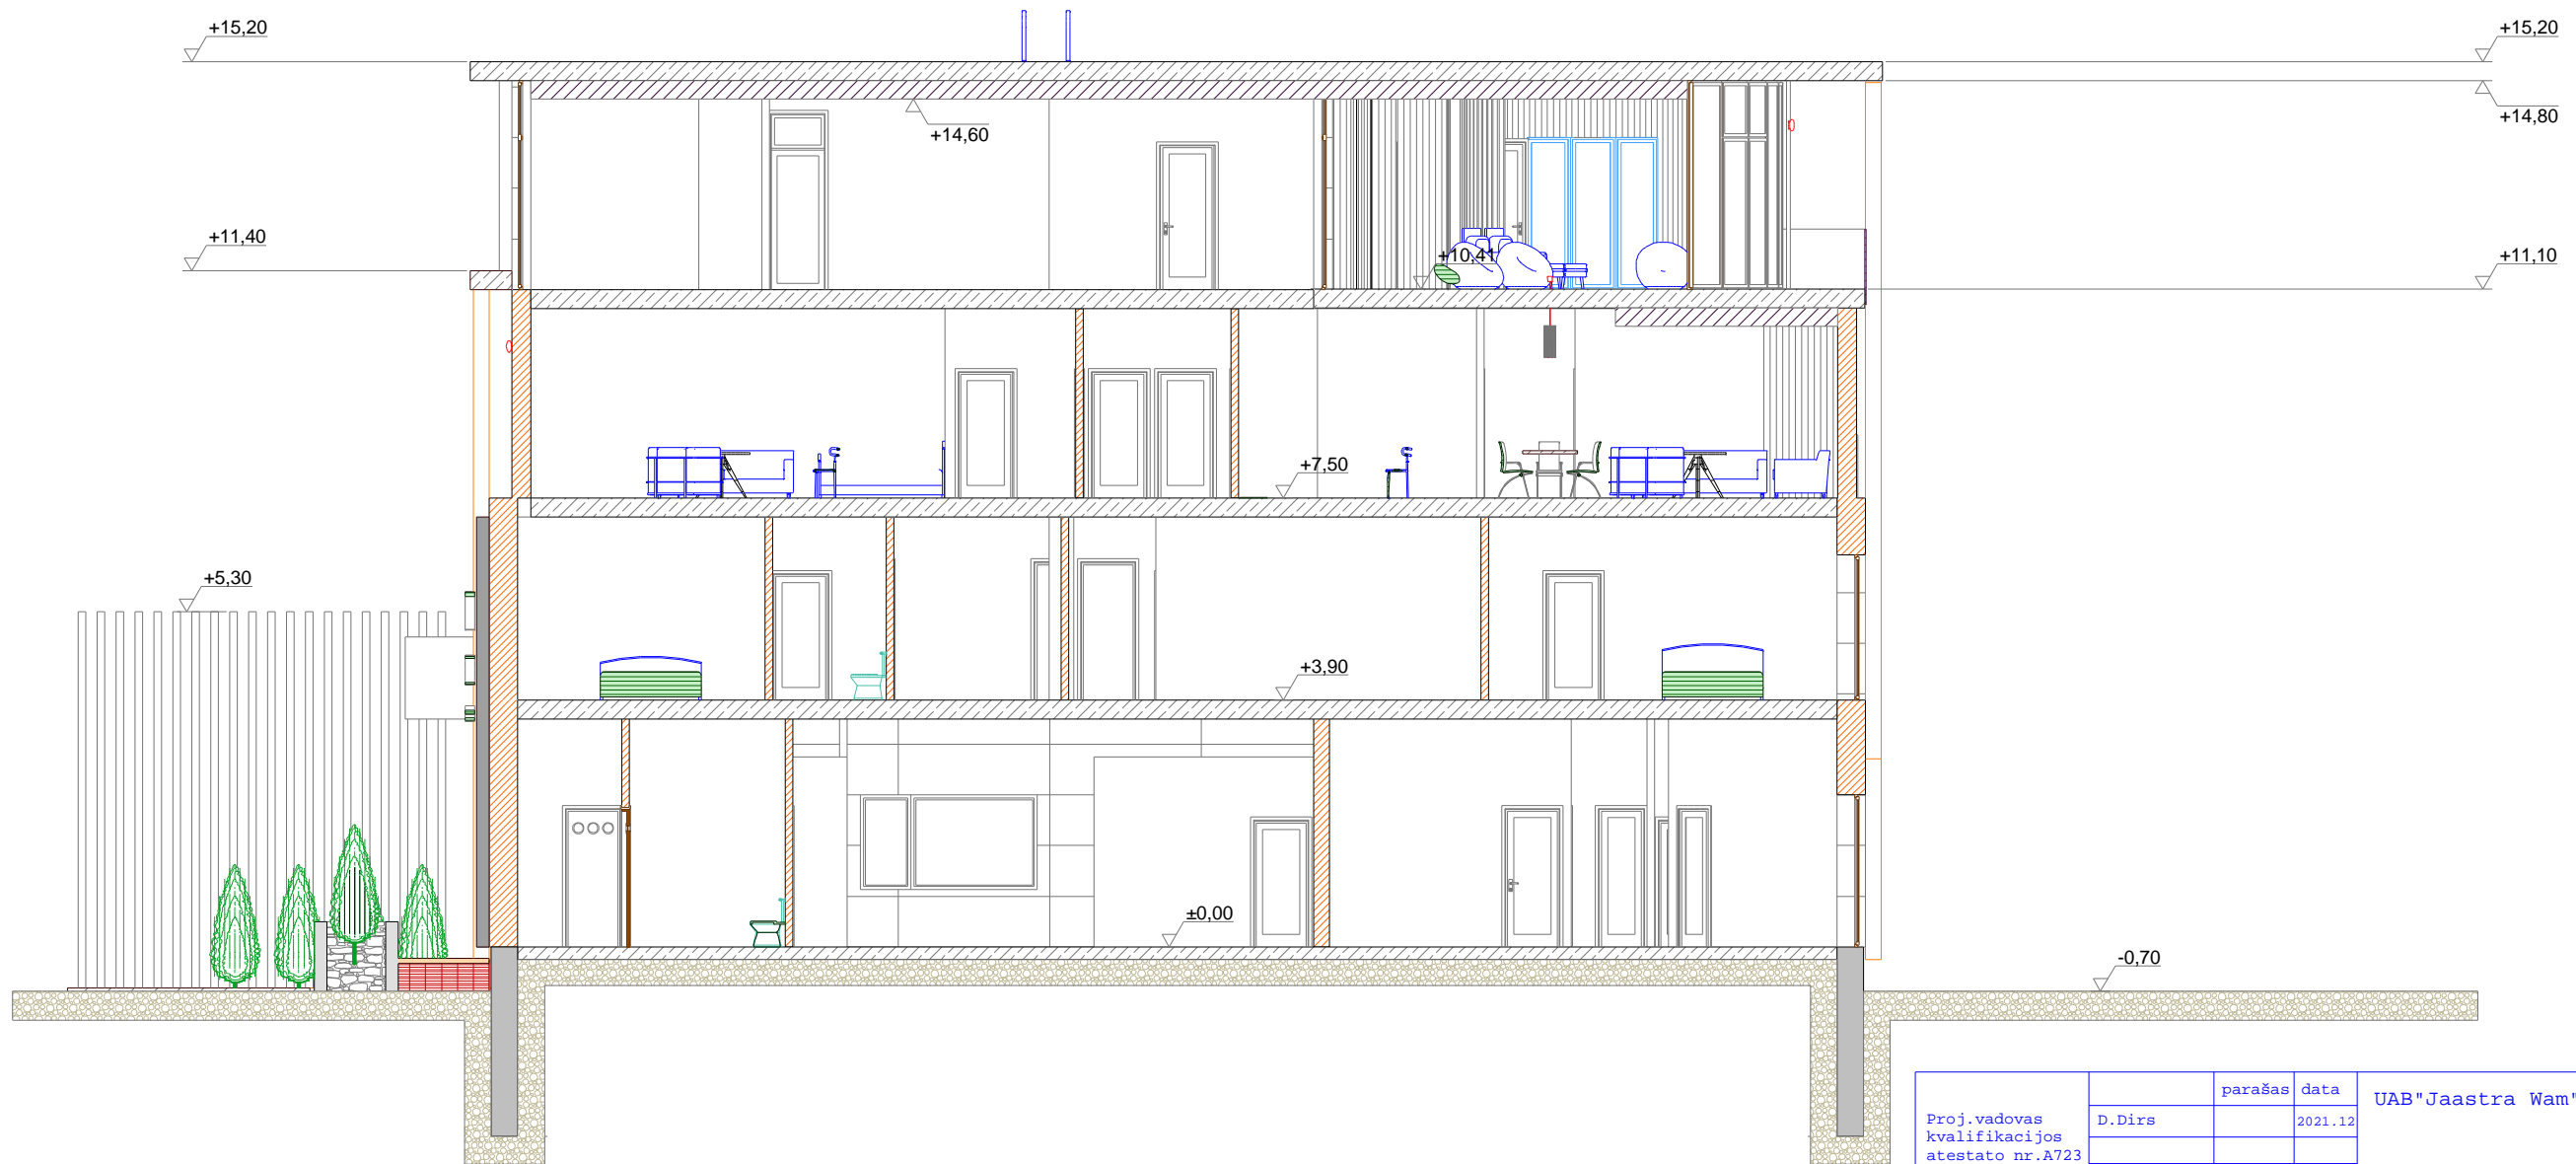 +15,20
+15,20
+14,80
+14,60
+11,40
+10,41
+11,10
+7,50
+5,30
+3,90
±0,00
-0,70
parašas data
UAB"Jaastra Wam"
Proj.vadovas
kvalifikacijos
atestato nr.A723
D.Dirs
2021.12